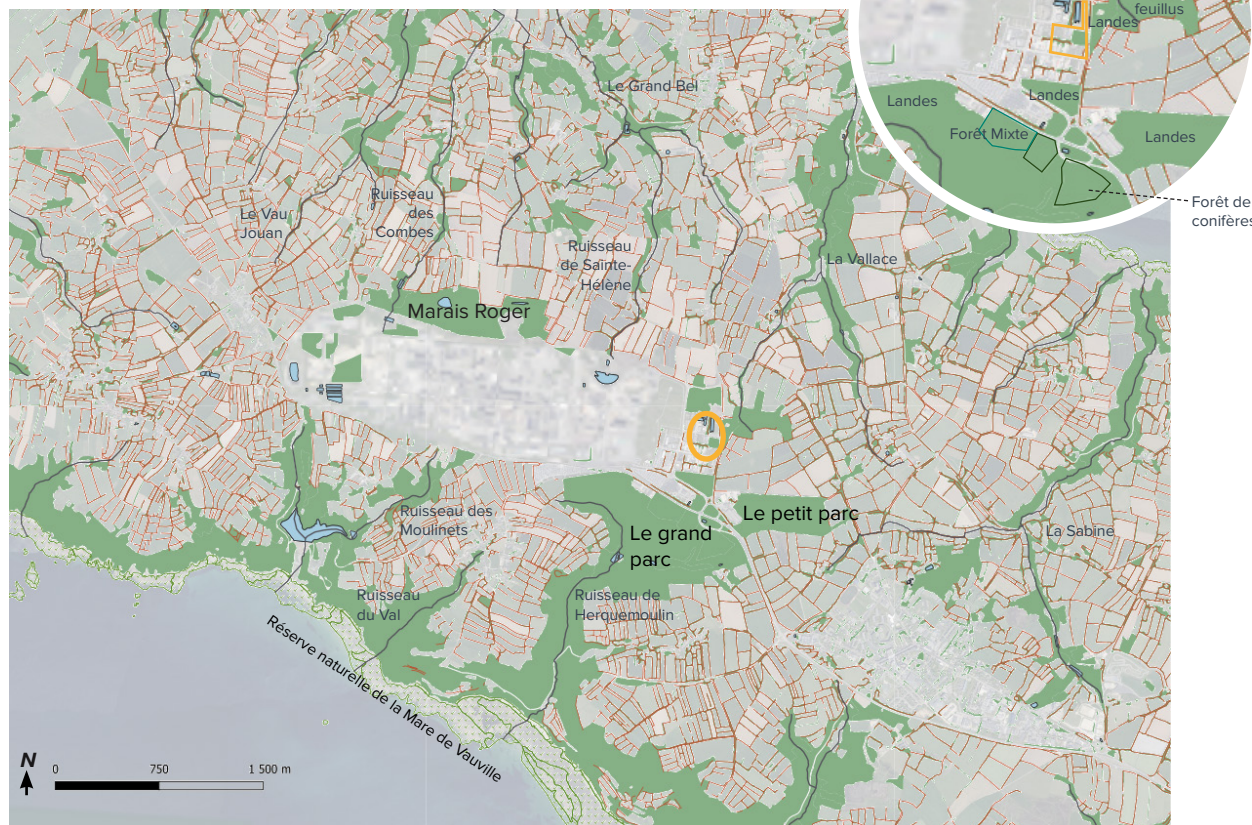 feuillus
Landes
Landes
Landes
Forêt Mixte
Landes
Forêt de
conifères
Le Grand Bel
Ruisseau
des
Combes
Le Vau
Jouan
Ruisseau
de Sainte-
Hélène
La Vallace
Marais Roger
Ruisseau des
Moulinets
Le petit parc
Le grand
parc
La Sabine
Ruisseau
du Val
Ruisseau de
Herquemoulin
Réserve naturelle de la Mare de Vauville
N
0 750 1 500 m